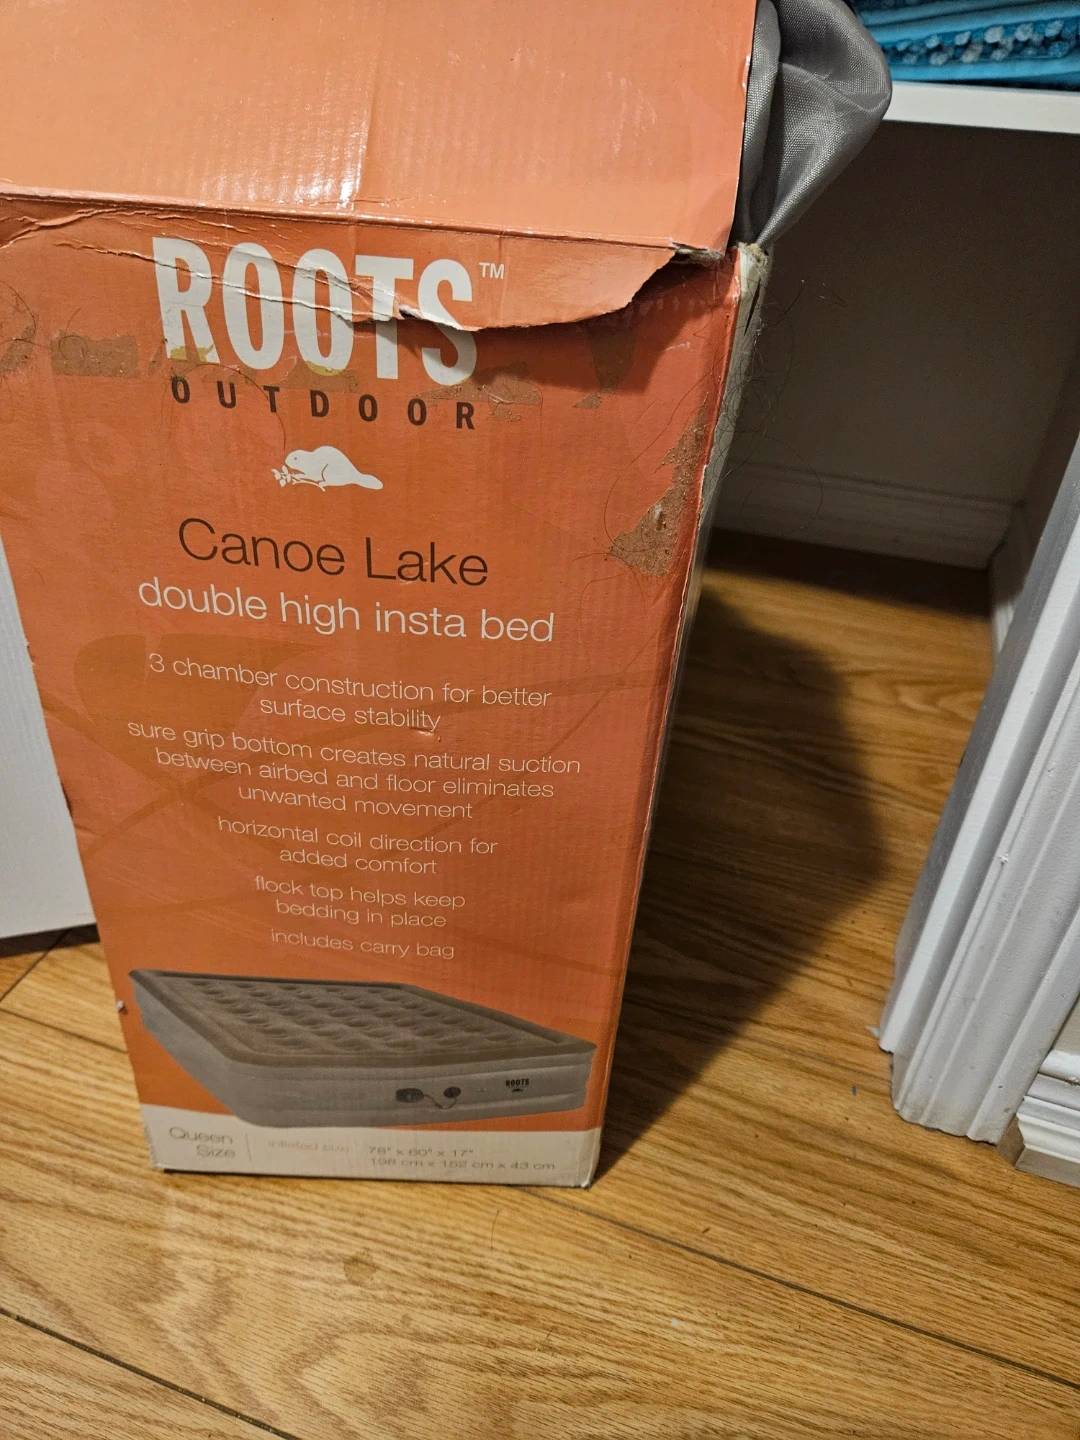 ROOTS™
OUTDOOR
Canoe Lake
double high insta bed
3 chamber construction for better
surface stability
sure grip bottom creates natural suction
between airbed and floor eliminates
unwanted movement
horizontal coil direction for
added comfort
flock top helps keep
bedding in place
includes carry bag
ROOTS
Queen
Size
inflated size: 78" x 60" x 17"
198 cm x 152 cm x 43 cm